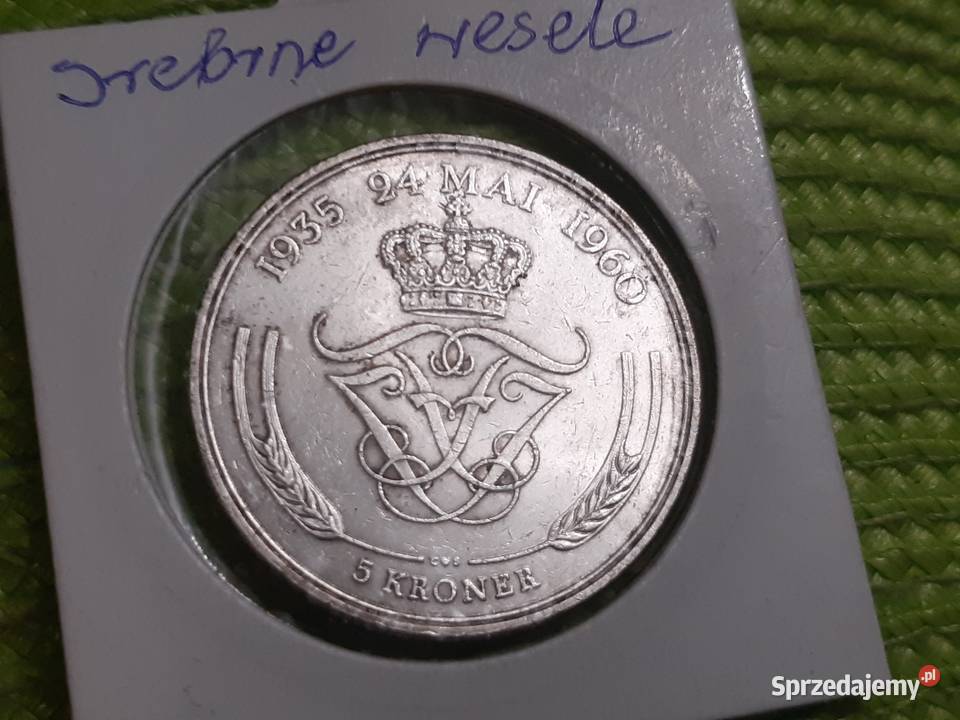 srebrne wesele
1935 24 MAI 1960
C ♥ S
5 KRONER
Sprzedajemy.pl